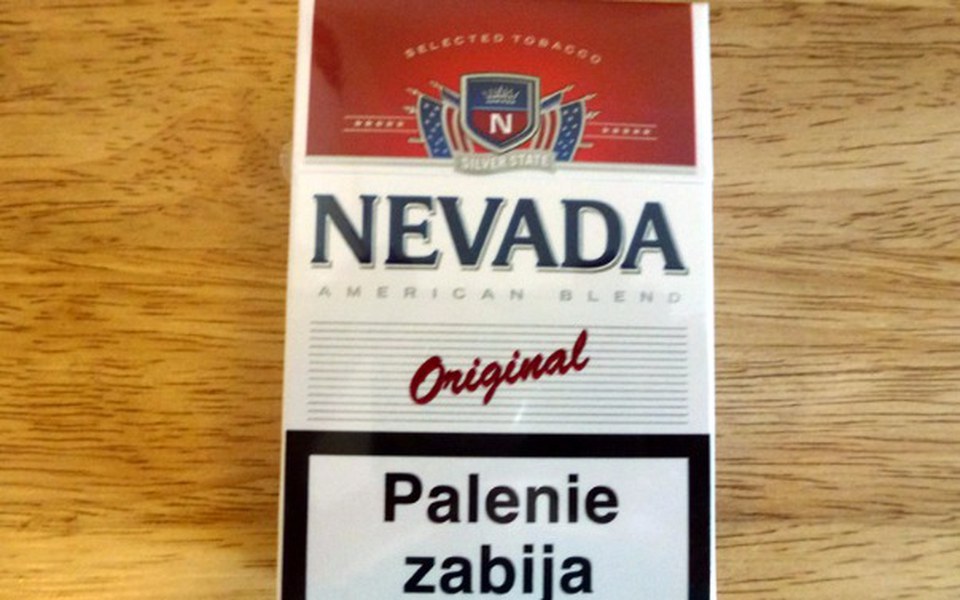 SELECTED TOBACCO
N
SILVER STATE
NEVADA
AMERICAN BLEND
Original
Palenie
zabija